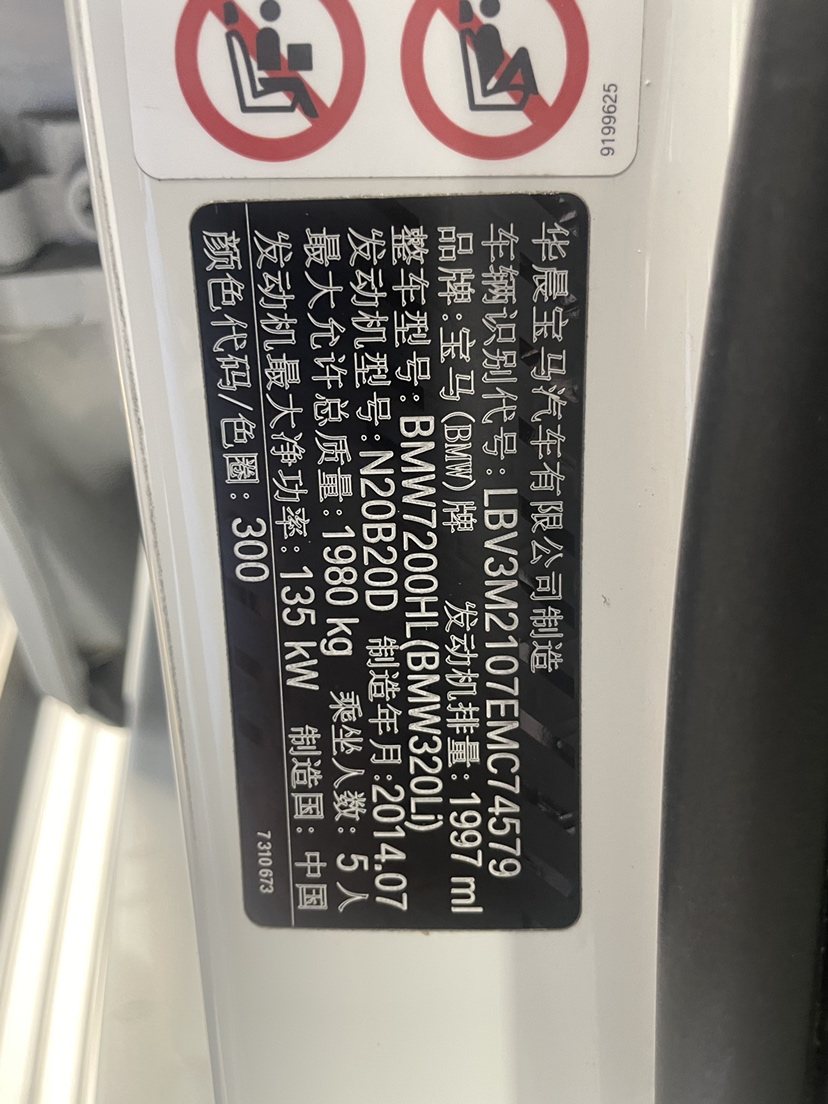 9199625
华晨宝马汽车有限公司制造
车辆识别代号:LBV3M2107EMC74579
品牌:宝马(BMW)牌 发动机排量:1997 ml
整车型号:BMW7200HL(BMW320Li)
发动机型号:N20B20D 制造年月:2014.07
最大允许总质量:1980 kg 乘坐人数:5人
发动机最大净功率:135 kW 制造国:中国
颜色代码/色圈:300
7 310 673